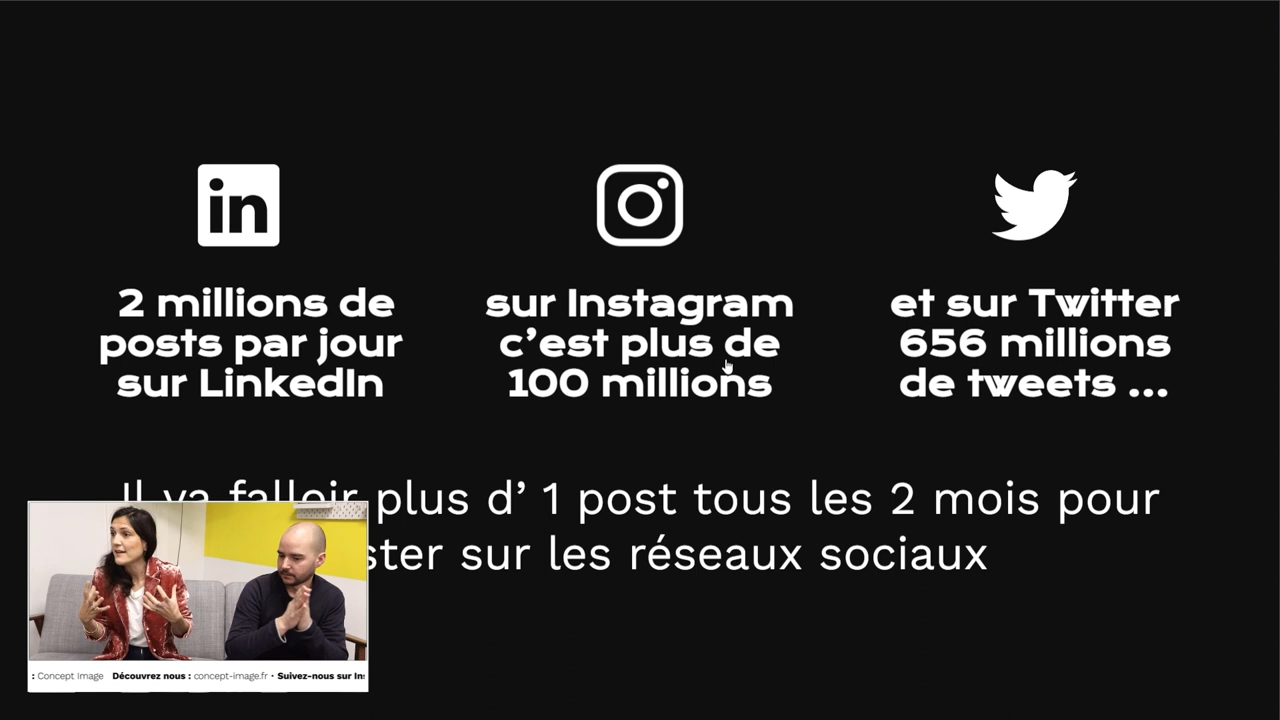 in
2 millions de
posts par jour
sur LinkedIn
sur Instagram
c'est plus de
100 millions
et sur Twitter
656 millions
de tweets ...
Il va falloir plus d' 1 post tous les 2 mois pour
ster sur les réseaux sociaux
: Concept Image Découvrez nous : concept-image.fr • Suivez-nous sur Ins